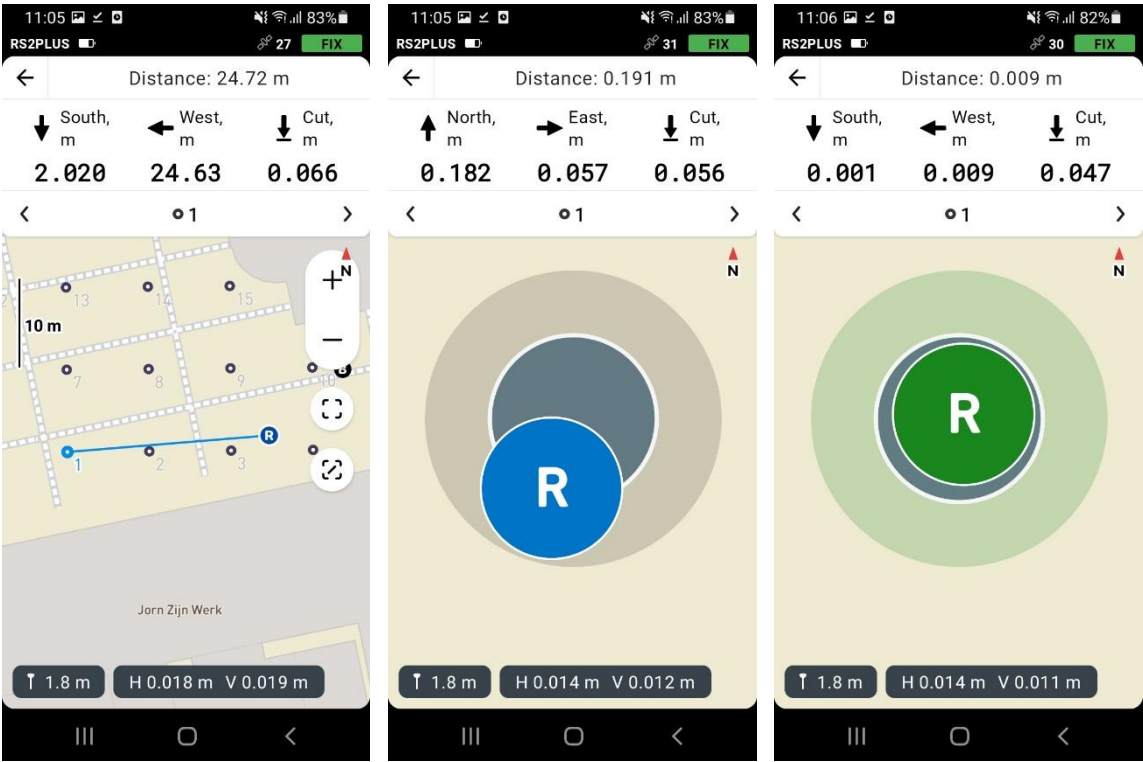 11:05 83%
RS2PLUS 27 FIX
Distance: 24.72 m
South, West, Cut,
m m m
2.020 24.63 0.066
1
N
13 14 15
10 m
7 8 9 10
R
1 2 3
Jorn Zijn Werk
1.8 m H 0.018 m V 0.019 m
11:05 83%
RS2PLUS 31 FIX
Distance: 0.191 m
North, East, Cut,
m m m
0.182 0.057 0.056
1
N
R
1.8 m H 0.014 m V 0.012 m
11:06 82%
RS2PLUS 30 FIX
Distance: 0.009 m
South, West, Cut,
m m m
0.001 0.009 0.047
1
N
R
1.8 m H 0.014 m V 0.011 m